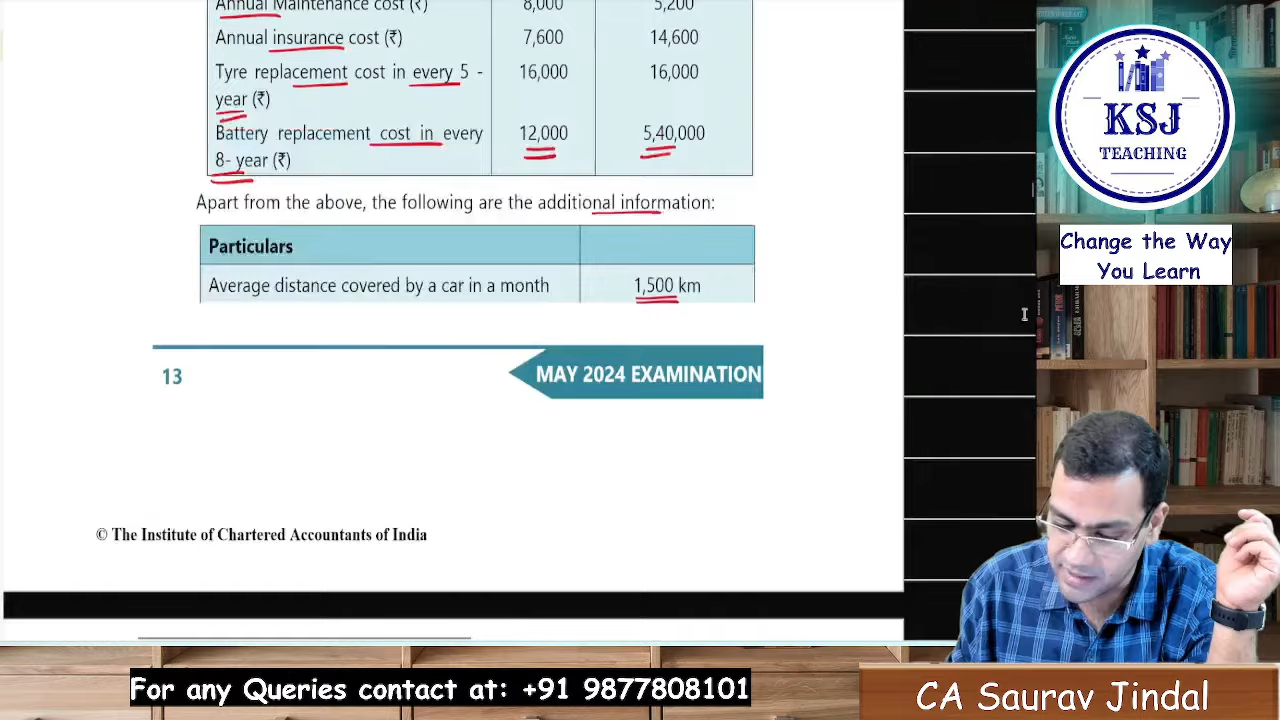 Annual Maintenance cost (₹) 8,000 5,200
Annual insurance cost (₹) 7,600 14,600
Tyre replacement cost in every 5 - 16,000 16,000
year (₹)
Battery replacement cost in every 12,000 5,40,000
8- year (₹)
Apart from the above, the following are the additional information:
Particulars
Average distance covered by a car in a month 1,500 km
13 MAY 2024 EXAMINATION
© The Institute of Chartered Accountants of India
KSJ
TEACHING
Change the Way
You Learn
For any Queries contact at: +91 9877808101
CA Saurav Jindal